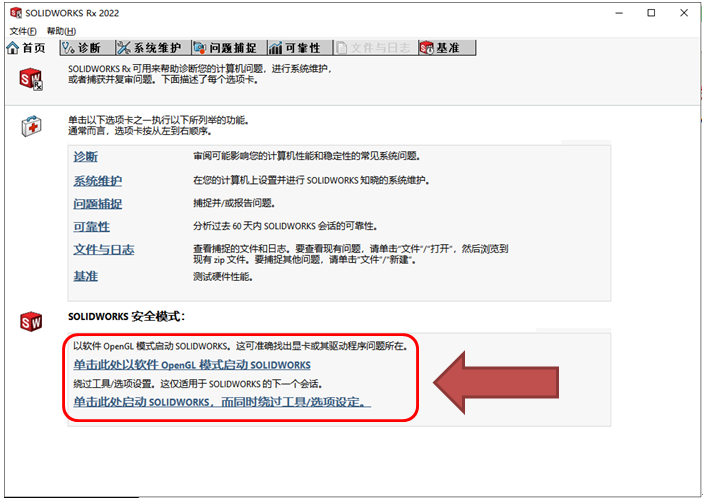 SOLIDWORKS Rx 2022
文件(F) 帮助(H)
首页 诊断 系统维护 问题捕捉 可靠性 文件与日志 基准
SOLIDWORKS Rx 可用来帮助诊断您的计算机问题，进行系统维护，
或者捕获并复审问题。下面描述了每个选项卡。
单击以下选项卡之一执行以下所列举的功能。
通常而言，选项卡按从左到右顺序。
诊断 审阅可能影响您的计算机性能和稳定性的常见系统问题。
系统维护 在您的计算机上设置并进行 SOLIDWORKS 知晓的系统维护。
问题捕捉 捕捉并/或报告问题。
可靠性 分析过去 60 天内 SOLIDWORKS 会话的可靠性。
文件与日志 查看捕捉的文件和日志。要查看现有问题，请单击“文件”/“打开”，然后浏览到
现有 zip 文件。要捕捉其他问题，请单击“文件”/“新建”。
基准 测试硬件性能。
SOLIDWORKS 安全模式：
以软件 OpenGL 模式启动 SOLIDWORKS。这可准确找出显卡或其驱动程序问题所在。
单击此处以软件 OpenGL 模式启动 SOLIDWORKS
绕过工具/选项设置。这仅适用于 SOLIDWORKS 的下一个会话。
单击此处启动 SOLIDWORKS，而同时绕过工具/选项设定。